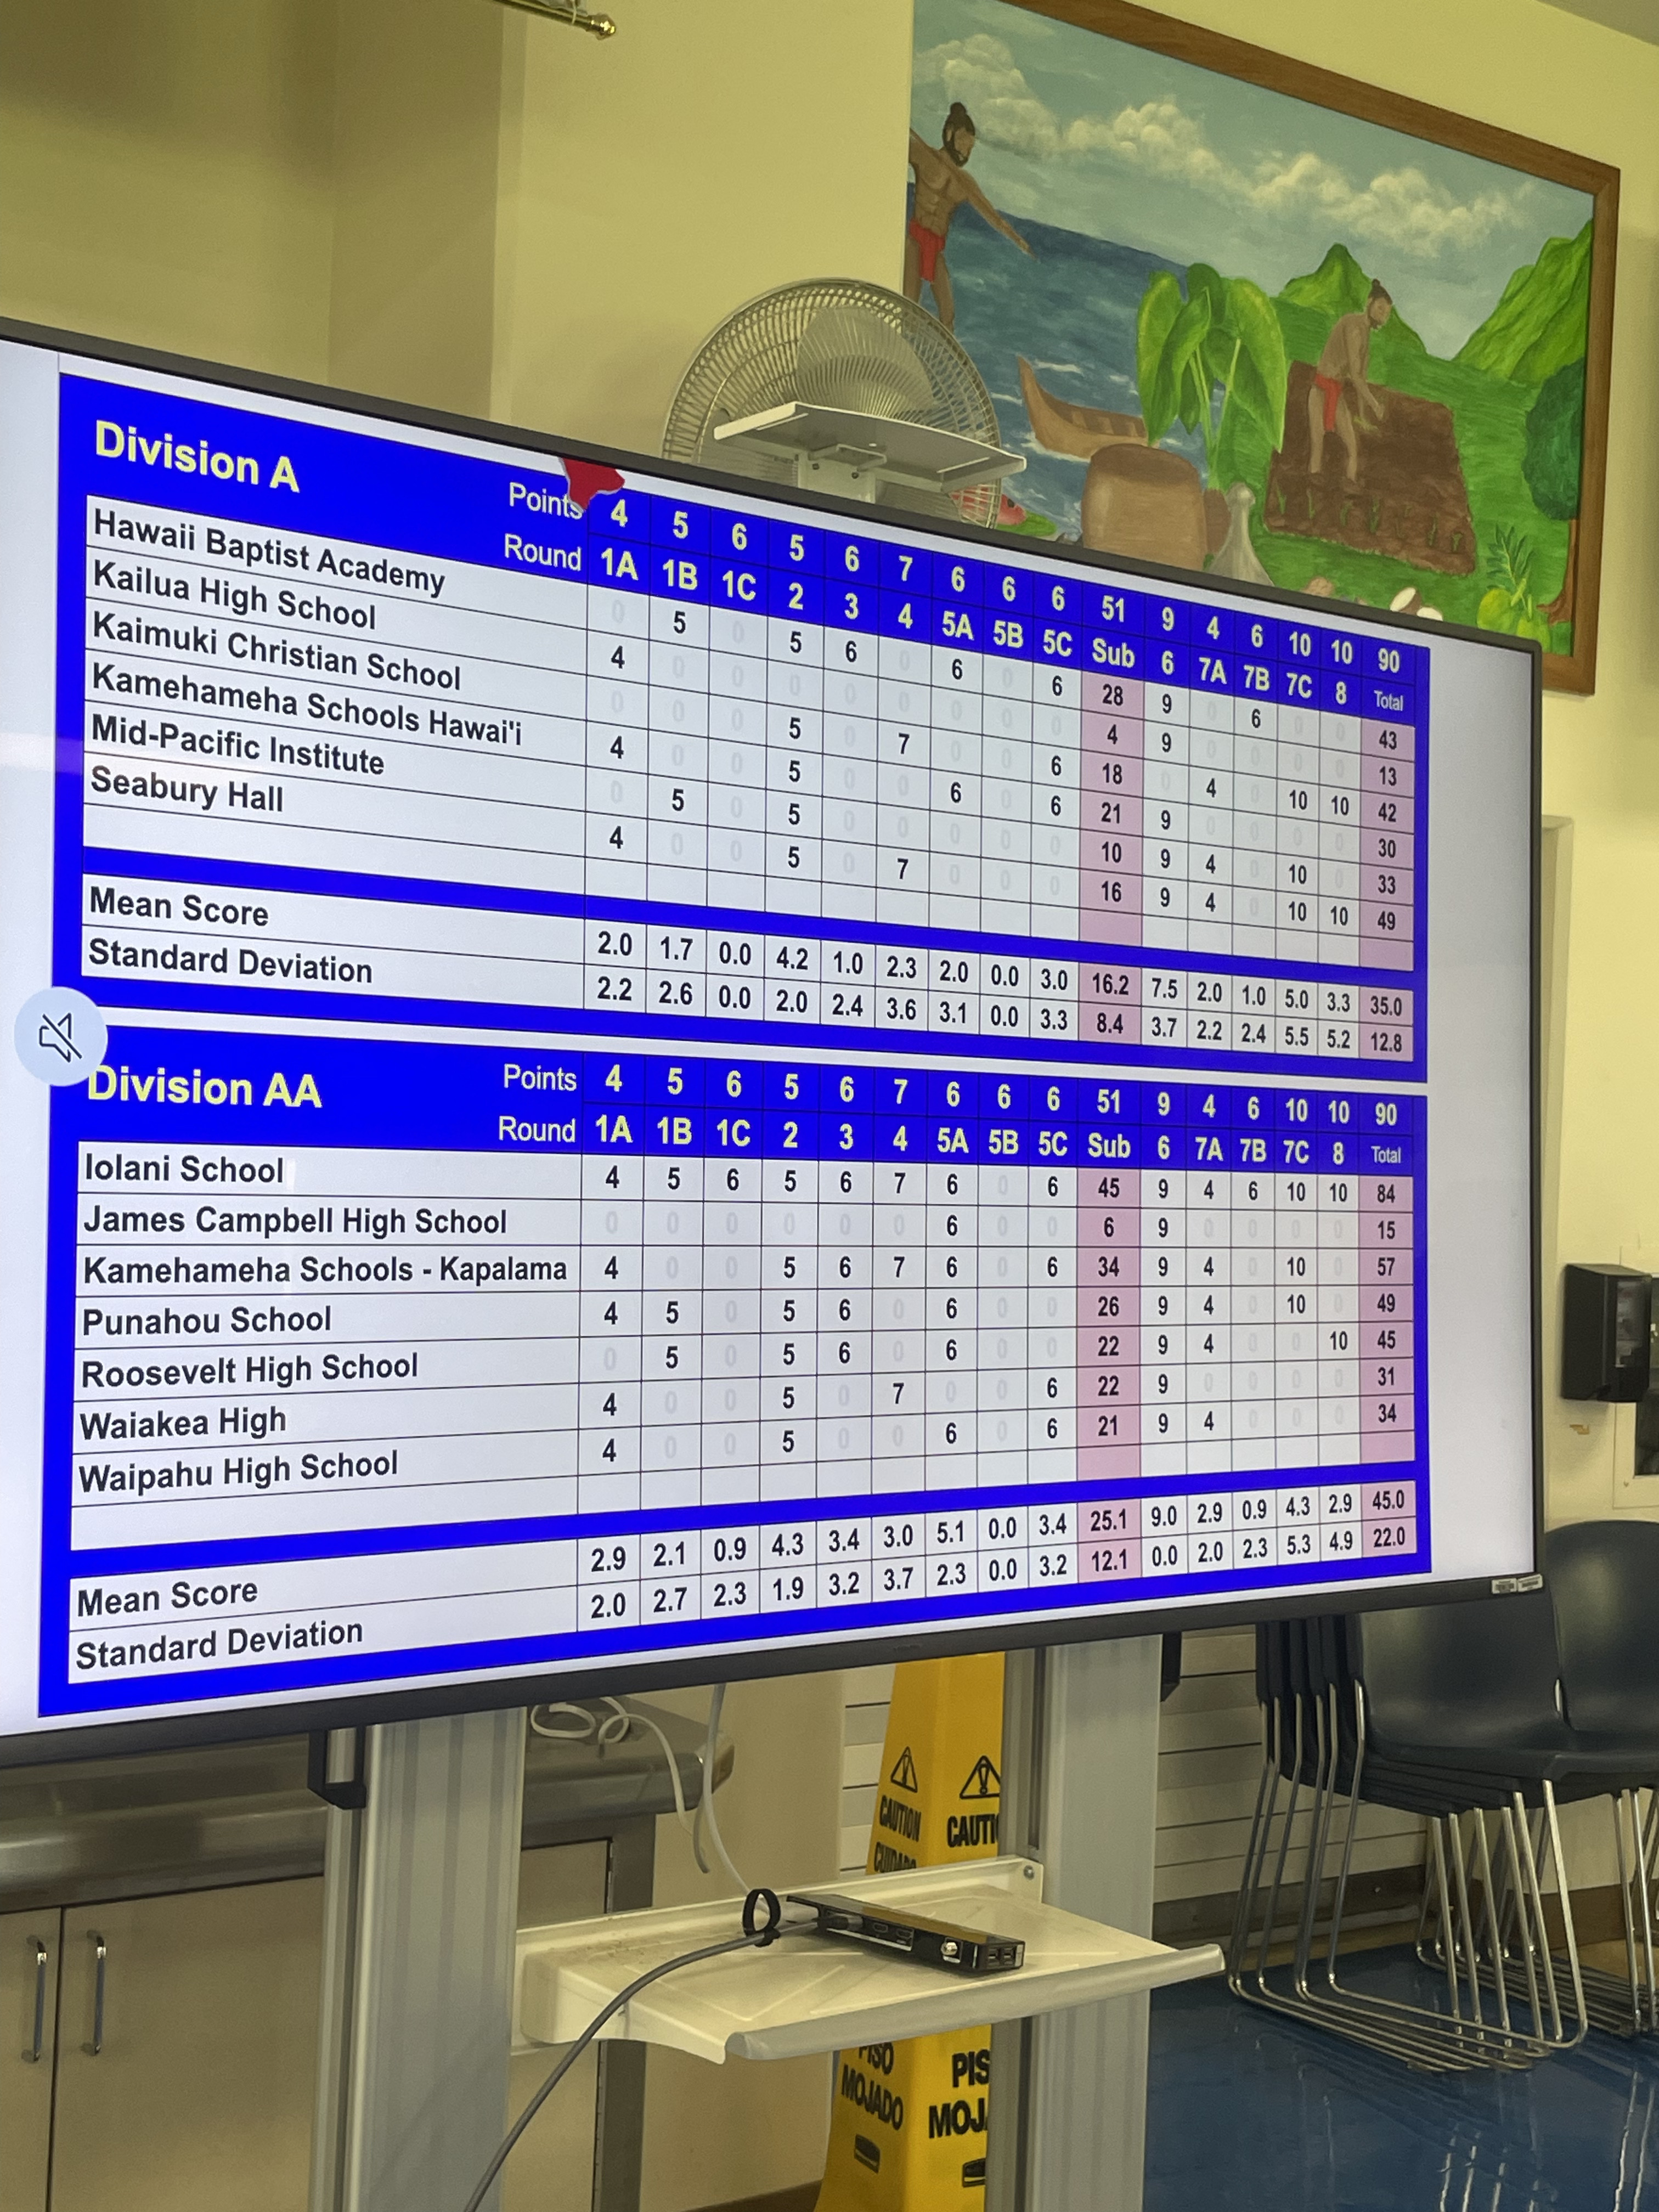 Division A
Points 4 5 6 5 6 7 6 6 6 51 9 4 6 10 10 90
Round 1A 1B 1C 2 3 4 5A 5B 5C Sub 6 7A 7B 7C 8 Total
Hawaii Baptist Academy 0 5 0 5 6 0 6 0 6 28 9 0 6 0 0 43
Kailua High School 4 0 0 0 0 0 0 0 0 4 9 0 0 0 0 13
Kaimuki Christian School 0 0 0 5 0 7 0 0 6 18 0 4 0 10 10 42
Kamehameha Schools Hawai'i 4 0 0 5 0 0 6 0 6 21 9 0 0 0 0 30
Mid-Pacific Institute 0 5 0 5 0 0 0 0 0 10 9 4 0 10 0 33
Seabury Hall 4 0 0 5 0 7 0 0 0 16 9 4 0 10 10 49
Mean Score 2.0 1.7 0.0 4.2 1.0 2.3 2.0 0.0 3.0 16.2 7.5 2.0 1.0 5.0 3.3 35.0
Standard Deviation 2.2 2.6 0.0 2.0 2.4 3.6 3.1 0.0 3.3 8.4 3.7 2.2 2.4 5.5 5.2 12.8
Division AA
Points 4 5 6 5 6 7 6 6 6 51 9 4 6 10 10 90
Round 1A 1B 1C 2 3 4 5A 5B 5C Sub 6 7A 7B 7C 8 Total
Iolani School 4 5 6 5 6 7 6 0 6 45 9 4 6 10 10 84
James Campbell High School 0 0 0 0 0 0 6 0 0 6 9 0 0 0 0 15
Kamehameha Schools - Kapalama 4 0 0 5 6 7 6 0 6 34 9 4 0 10 0 57
Punahou School 4 5 0 5 6 0 6 0 0 26 9 4 0 10 0 49
Roosevelt High School 0 5 0 5 6 0 6 0 0 22 9 4 0 0 10 45
Waiakea High 4 0 0 5 0 7 0 0 6 22 9 0 0 0 0 31
Waipahu High School 4 0 0 5 0 0 6 0 6 21 9 4 0 0 0 34
Mean Score 2.9 2.1 0.9 4.3 3.4 3.0 5.1 0.0 3.4 25.1 9.0 2.9 0.9 4.3 2.9 45.0
Standard Deviation 2.0 2.7 2.3 1.9 3.2 3.7 2.3 0.0 3.2 12.1 0.0 2.0 2.3 5.3 4.9 22.0
CAUTION
CAUTI
CUIDADO
PISO
MOJADO
PIS
MOJ